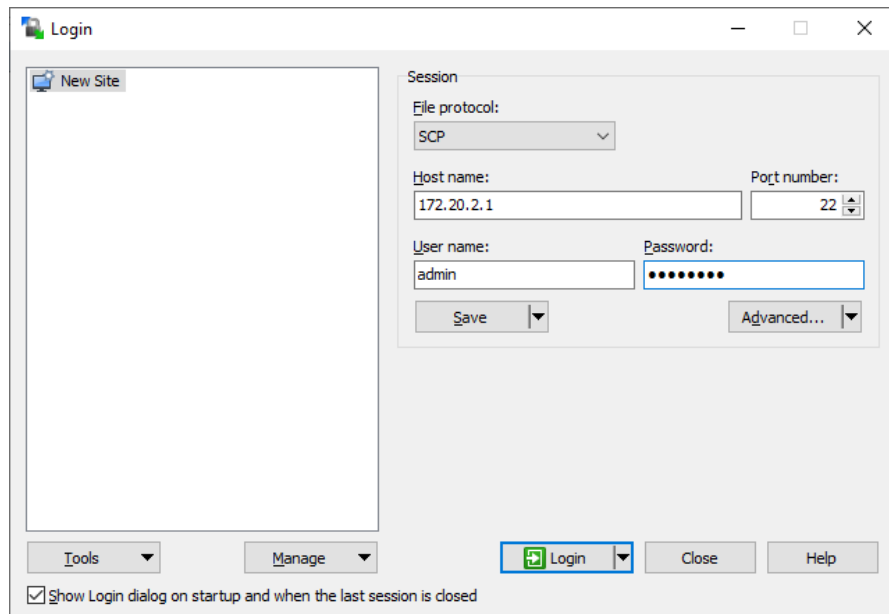 Login
New Site
Session
File protocol:
SCP
Host name:
Port number:
172.20.2.1
22
User name:
Password:
admin
••••••••
Save
Advanced...
Tools
Manage
Login
Close
Help
Show Login dialog on startup and when the last session is closed